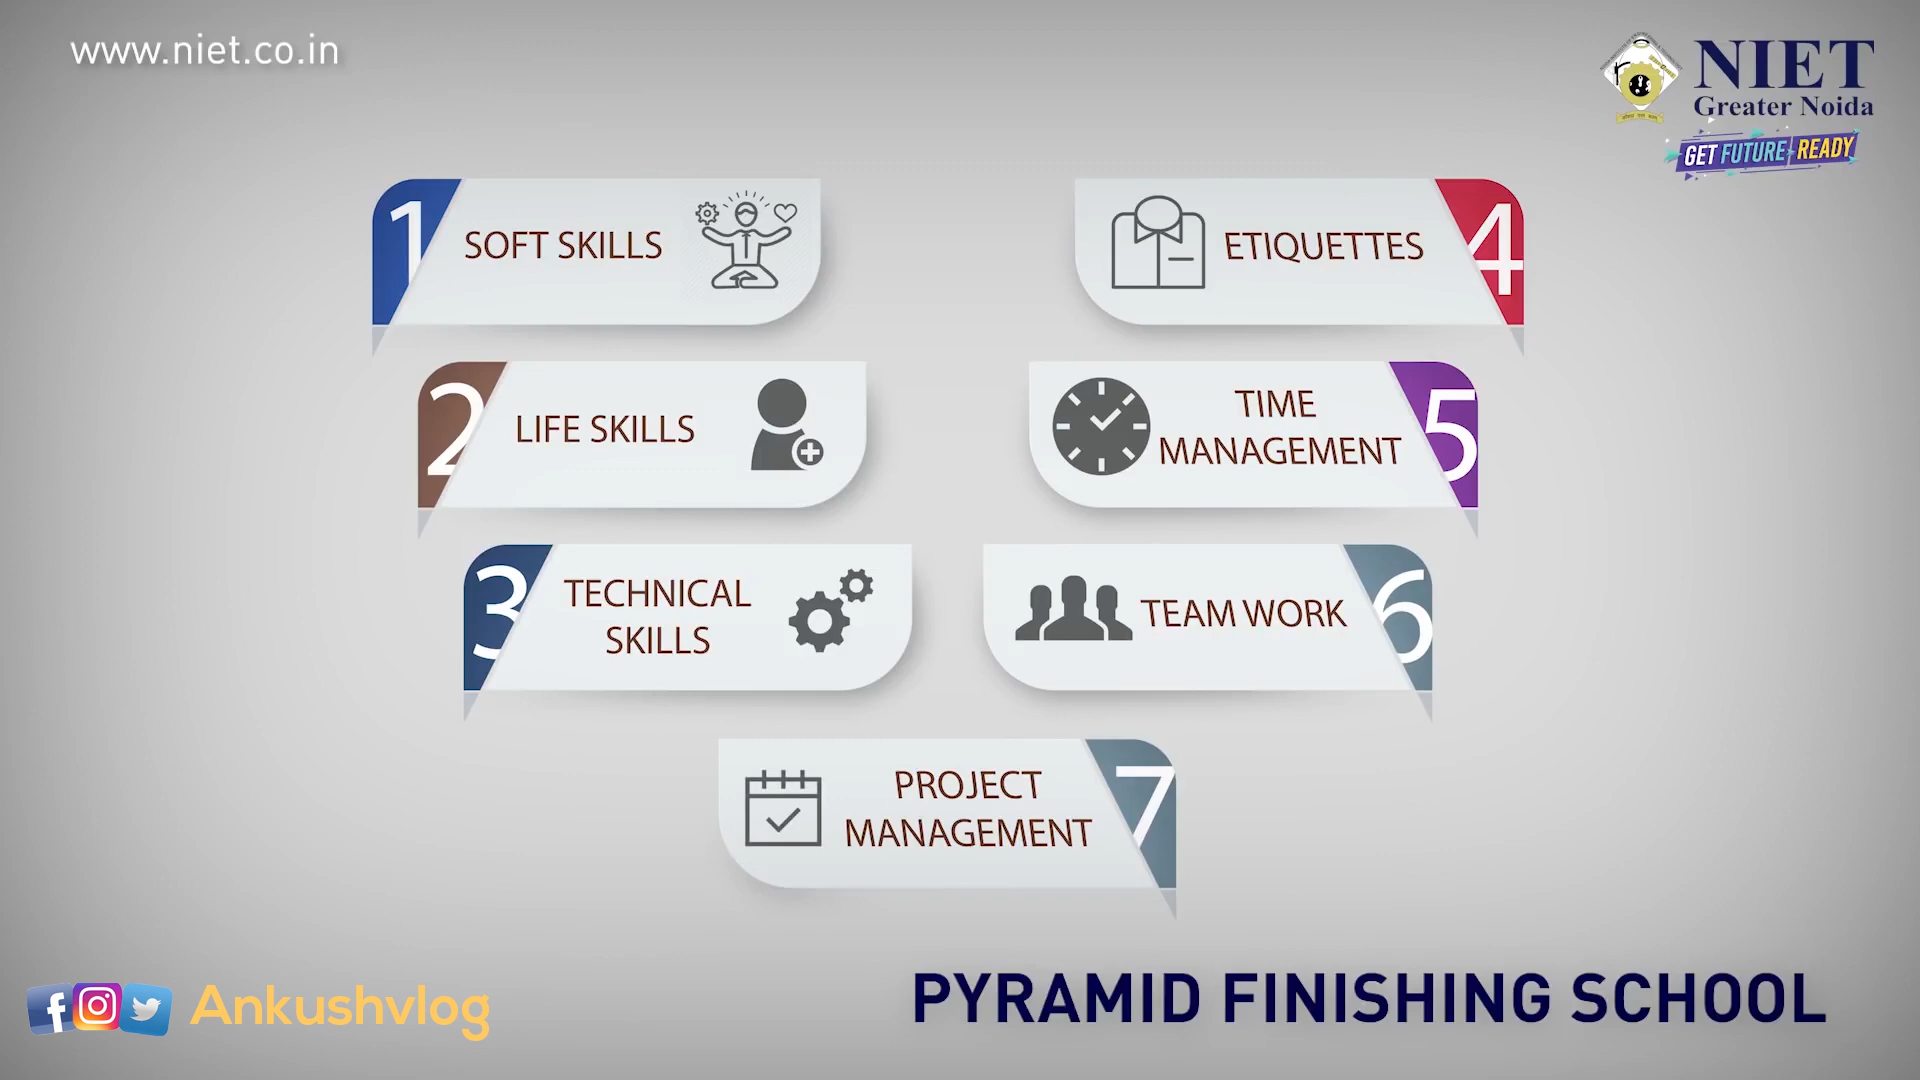 www.niet.co.in
NIET
Greater Noida
GET FUTURE READY
1
SOFT SKILLS
2
LIFE SKILLS
3
TECHNICAL
SKILLS
ETIQUETTES
4
TIME
MANAGEMENT
5
TEAM WORK
6
PROJECT
MANAGEMENT
7
Ankushvlog
PYRAMID FINISHING SCHOOL